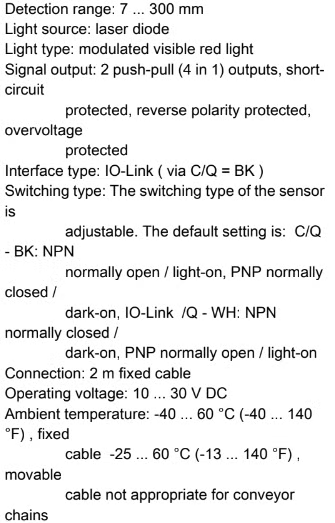 Detection range: 7 ... 300 mm
Light source: laser diode
Light type: modulated visible red light
Signal output: 2 push-pull (4 in 1) outputs, short-
circuit
protected, reverse polarity protected,
overvoltage
protected
Interface type: IO-Link ( via C/Q = BK )
Switching type: The switching type of the sensor
is
adjustable. The default setting is:  C/Q
- BK: NPN
normally open / light-on, PNP normally
closed /
dark-on, IO-Link  /Q - WH: NPN
normally closed /
dark-on, PNP normally open / light-on
Connection: 2 m fixed cable
Operating voltage: 10 ... 30 V DC
Ambient temperature: -40 ... 60 °C (-40 ... 140
°F) , fixed
cable  -25 ... 60 °C (-13 ... 140 °F) ,
movable
cable not appropriate for conveyor
chains